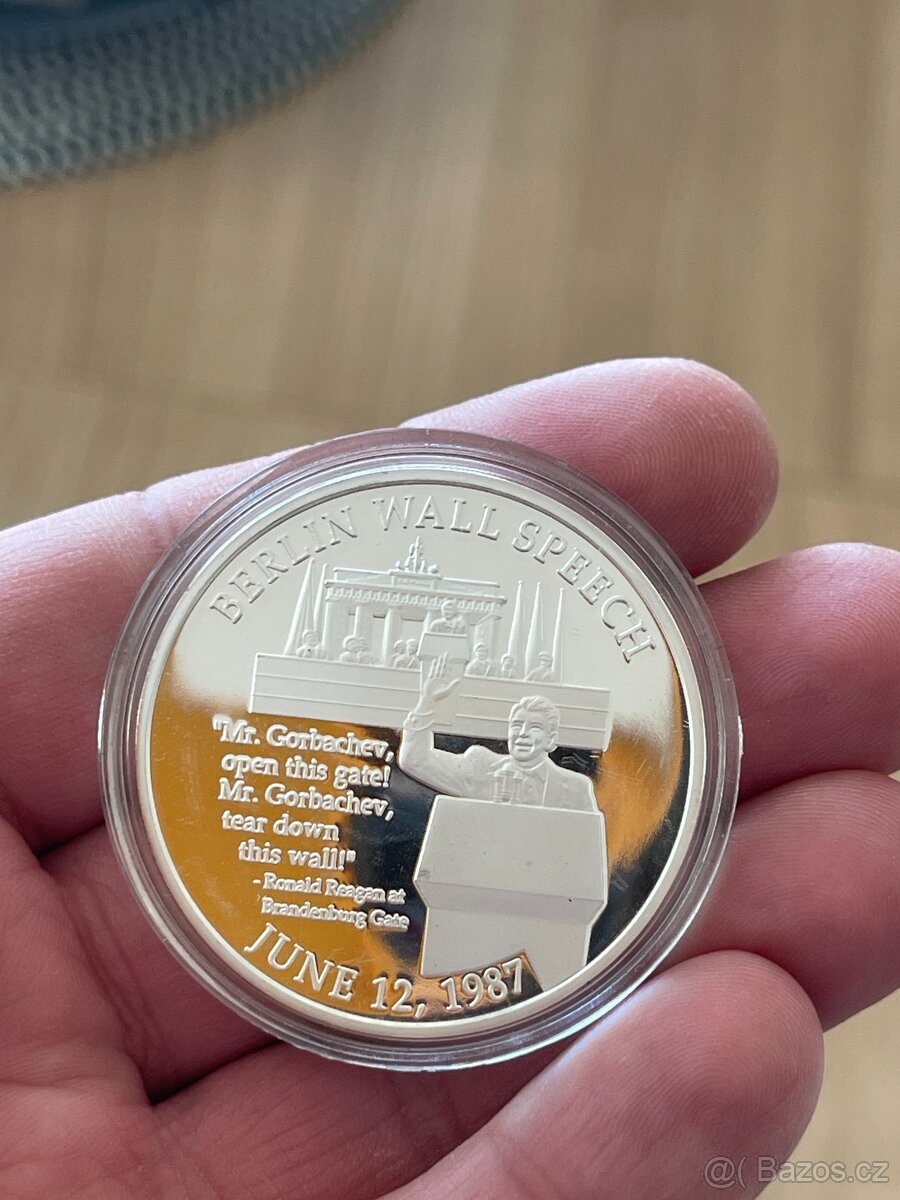 BERLIN WALL SPEECH
"Mr. Gorbachev,
open this gate!
Mr. Gorbachev,
tear down
this wall!"
- Ronald Reagan at
Brandenburg Gate
JUNE 12, 1987
@( Bazos.cz